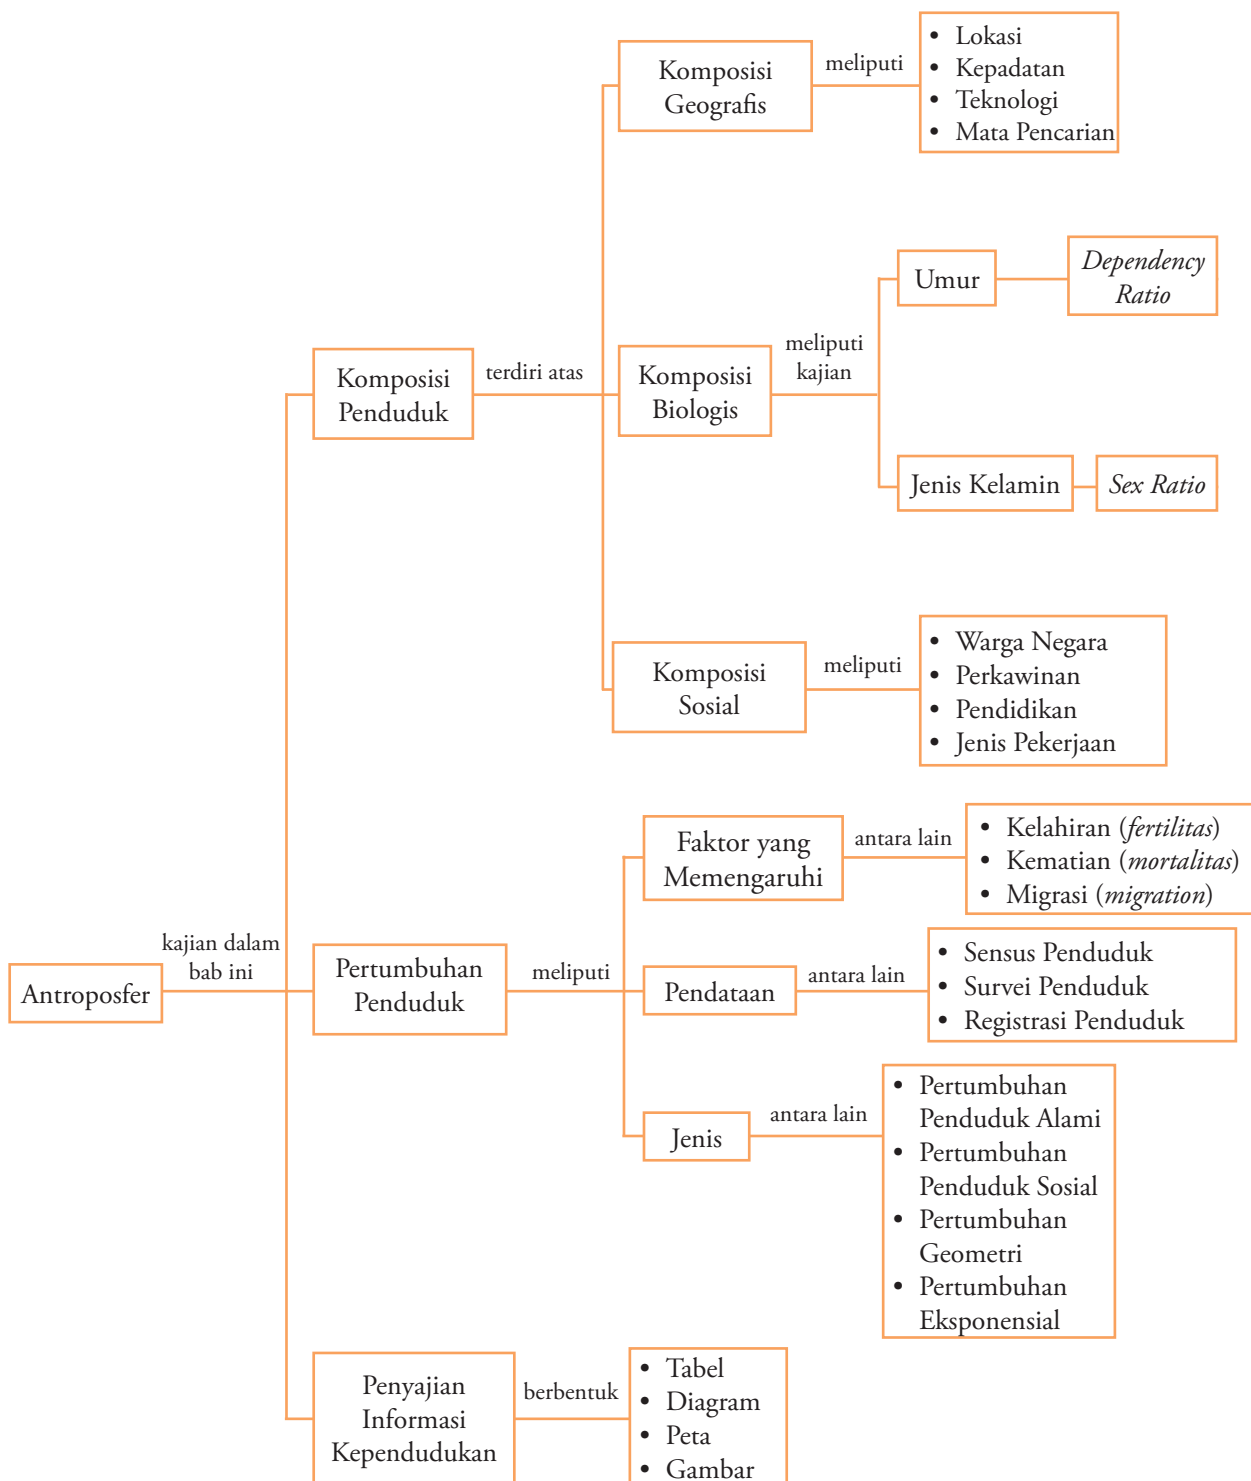 Komposisi
Geografis
meliputi
• Lokasi
• Kepadatan
• Teknologi
• Mata Pencarian
Umur
Dependency
Ratio
Komposisi
Penduduk
terdiri atas
Komposisi
Biologis
meliputi
kajian
Jenis Kelamin
Sex Ratio
Komposisi
Sosial
meliputi
• Warga Negara
• Perkawinan
• Pendidikan
• Jenis Pekerjaan
Faktor yang
Memengaruhi
antara lain
• Kelahiran (fertilitas)
• Kematian (mortalitas)
• Migrasi (migration)
Antroposfer
kajian dalam
bab ini
Pertumbuhan
Penduduk
meliputi
Pendataan
antara lain
• Sensus Penduduk
• Survei Penduduk
• Registrasi Penduduk
Jenis
antara lain
• Pertumbuhan
Penduduk Alami
• Pertumbuhan
Penduduk Sosial
• Pertumbuhan
Geometri
• Pertumbuhan
Eksponensial
Penyajian
Informasi
Kependudukan
berbentuk
• Tabel
• Diagram
• Peta
• Gambar